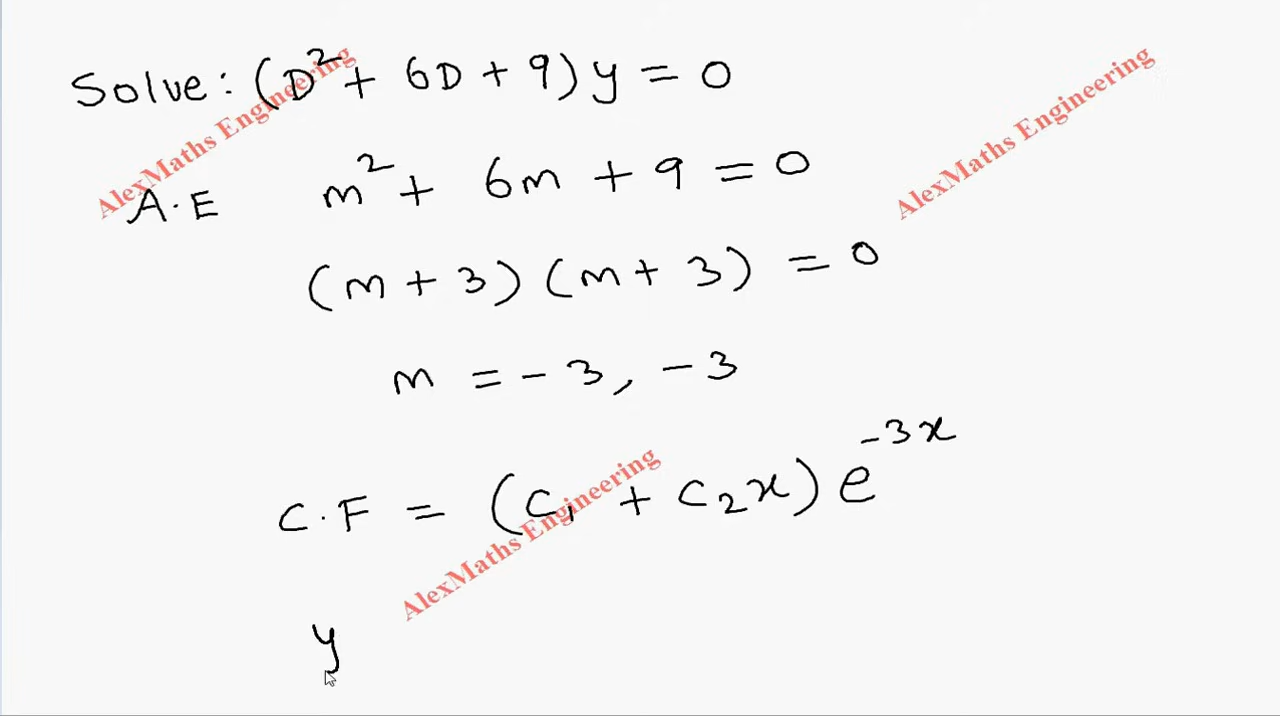 Solve: (D² + 6D + 9) y = 0
AlexMaths Engineering
AlexMaths Engineering
A.E m² + 6m + 9 = 0
(m + 3) (m + 3) = 0
m = -3, -3
C.F = (C₁ + C₂x) e⁻³ˣ
AlexMaths Engineering
y